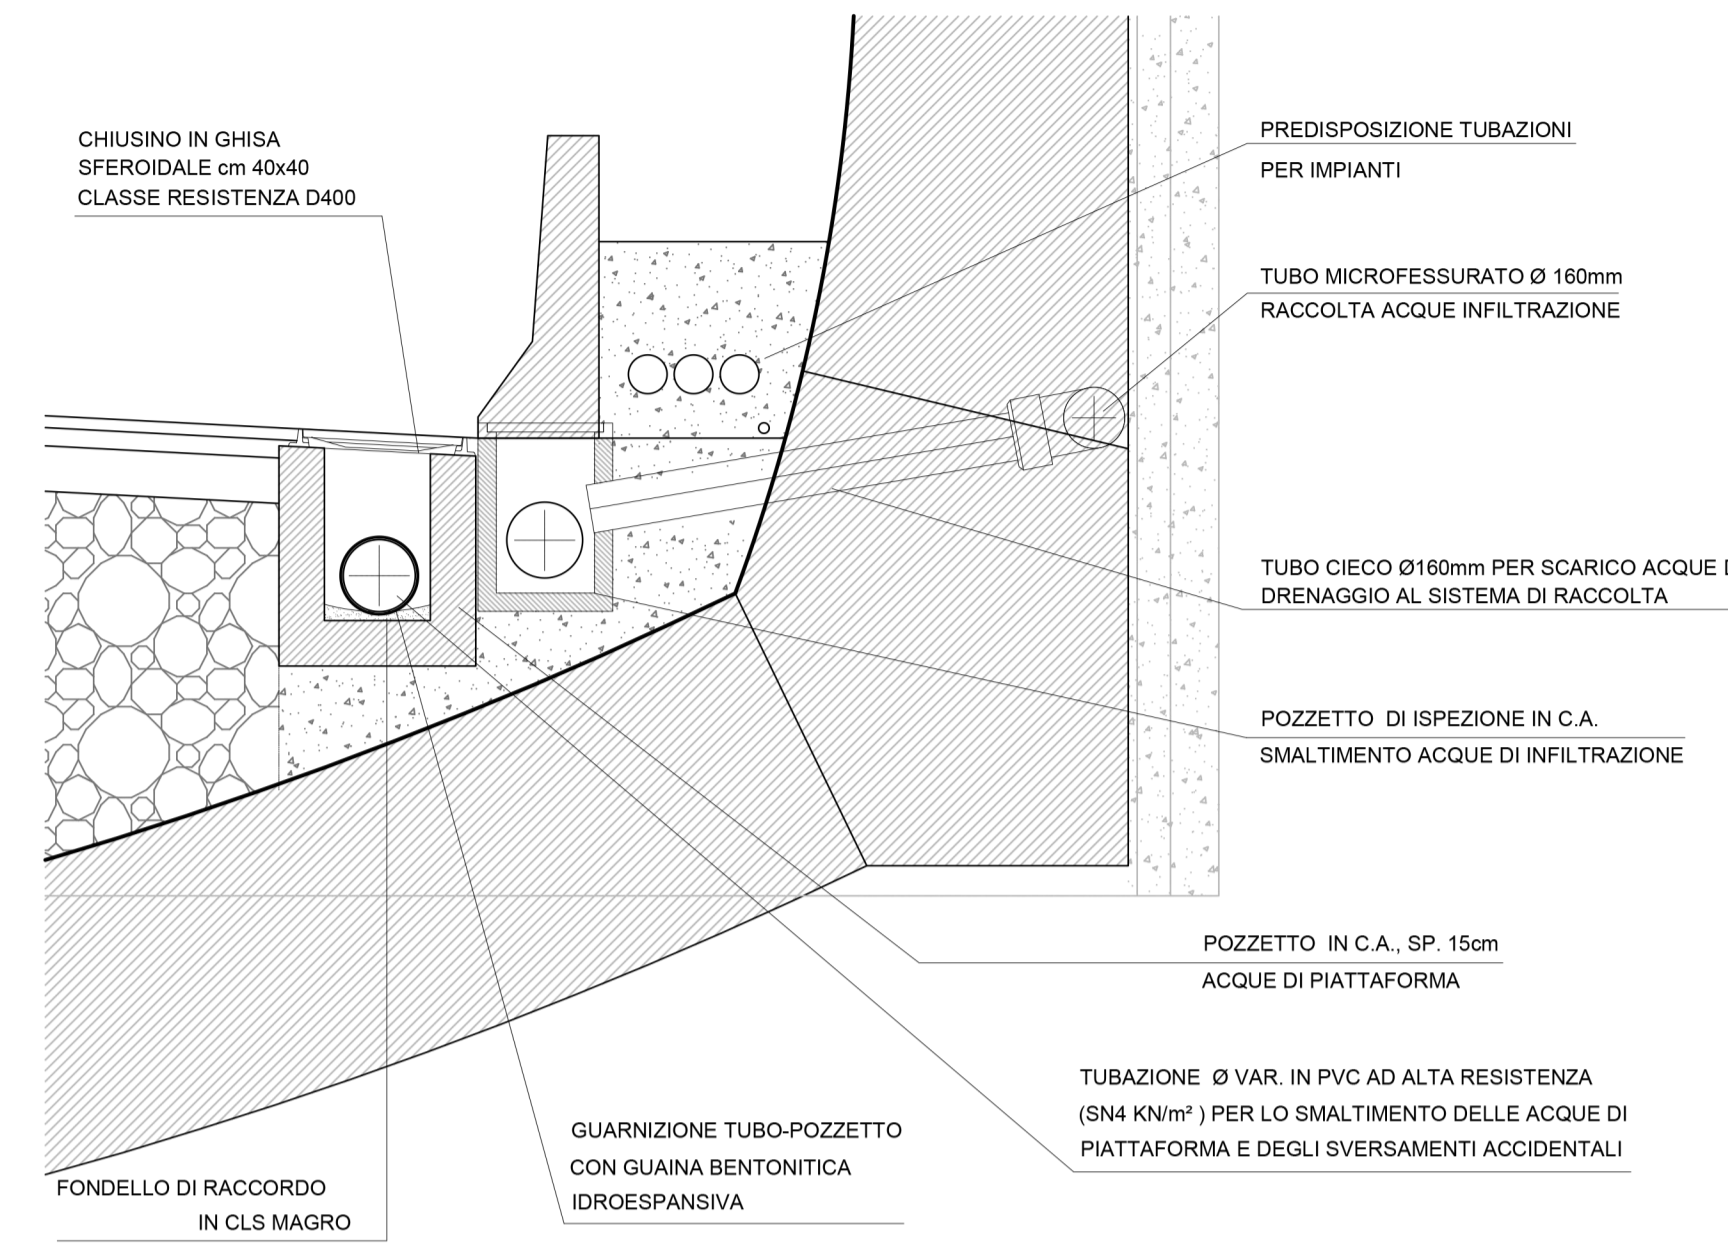 CHIUSINO IN GHISA
SFEROIDALE cm 40x40
CLASSE RESISTENZA D400
PREDISPOSIZIONE TUBAZIONI
PER IMPIANTI
TUBO MICROFESSURATO Ø 160mm
RACCOLTA ACQUE INFILTRAZIONE
TUBO CIECO Ø160mm PER SCARICO ACQUE D
DRENAGGIO AL SISTEMA DI RACCOLTA
POZZETTO DI ISPEZIONE IN C.A.
SMALTIMENTO ACQUE DI INFILTRAZIONE
POZZETTO IN C.A., SP. 15cm
ACQUE DI PIATTAFORMA
TUBAZIONE Ø VAR. IN PVC AD ALTA RESISTENZA
(SN4 KN/m² ) PER LO SMALTIMENTO DELLE ACQUE DI
PIATTAFORMA E DEGLI SVERSAMENTI ACCIDENTALI
GUARNIZIONE TUBO-POZZETTO
CON GUAINA BENTONITICA
IDROESPANSIVA
FONDELLO DI RACCORDO
IN CLS MAGRO